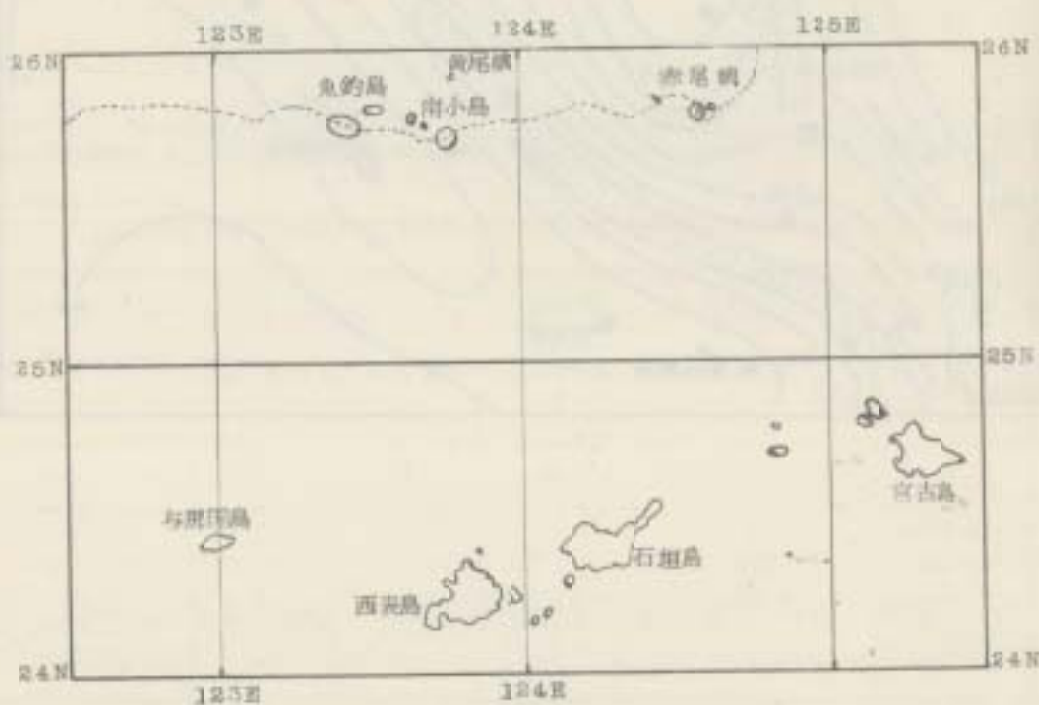 123E
124E
125E
26N
26N
黄尾嶼
魚釣島
南小島
赤尾嶼
25N
25N
宮古島
与那国島
石垣島
西表島
24N
24N
123E
124E